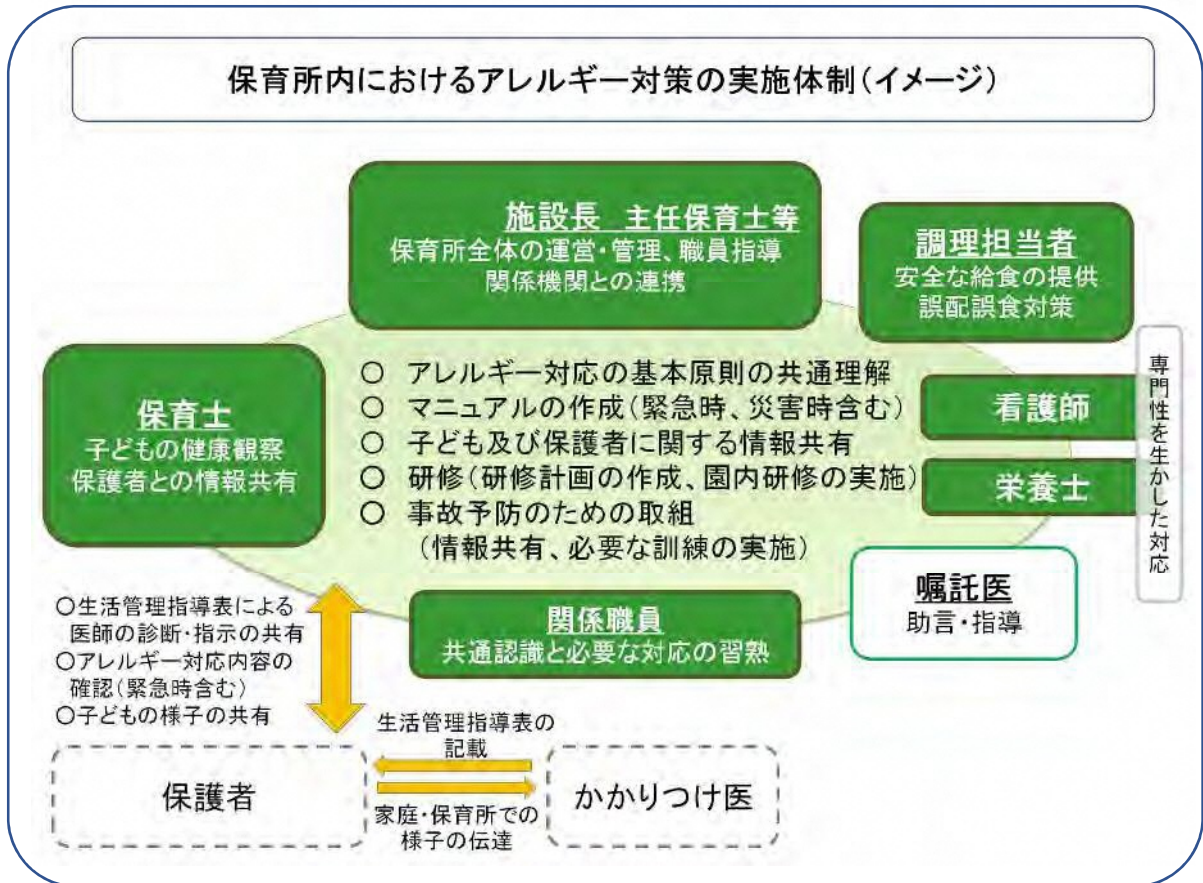 保育所内におけるアレルギー対策の実施体制（イメージ）
施設長　主任保育士等
保育所全体の運営・管理、職員指導
関係機関との連携
調理担当者
安全な給食の提供
誤配誤食対策
専門性を生かした対応
看護師
栄養士
保育士
子どもの健康観察
保護者との情報共有
○　アレルギー対応の基本原則の共通理解
○　マニュアルの作成（緊急時、災害時含む）
○　子ども及び保護者に関する情報共有
○　研修（研修計画の作成、園内研修の実施）
○　事故予防のための取組
（情報共有、必要な訓練の実施）
嘱託医
助言・指導
関係職員
共通認識と必要な対応の習熟
○生活管理指導表による
医師の診断・指示の共有
○アレルギー対応内容の
確認（緊急時含む）
○子どもの様子の共有
保護者
生活管理指導表の
記載
家庭・保育所での
様子の伝達
かかりつけ医